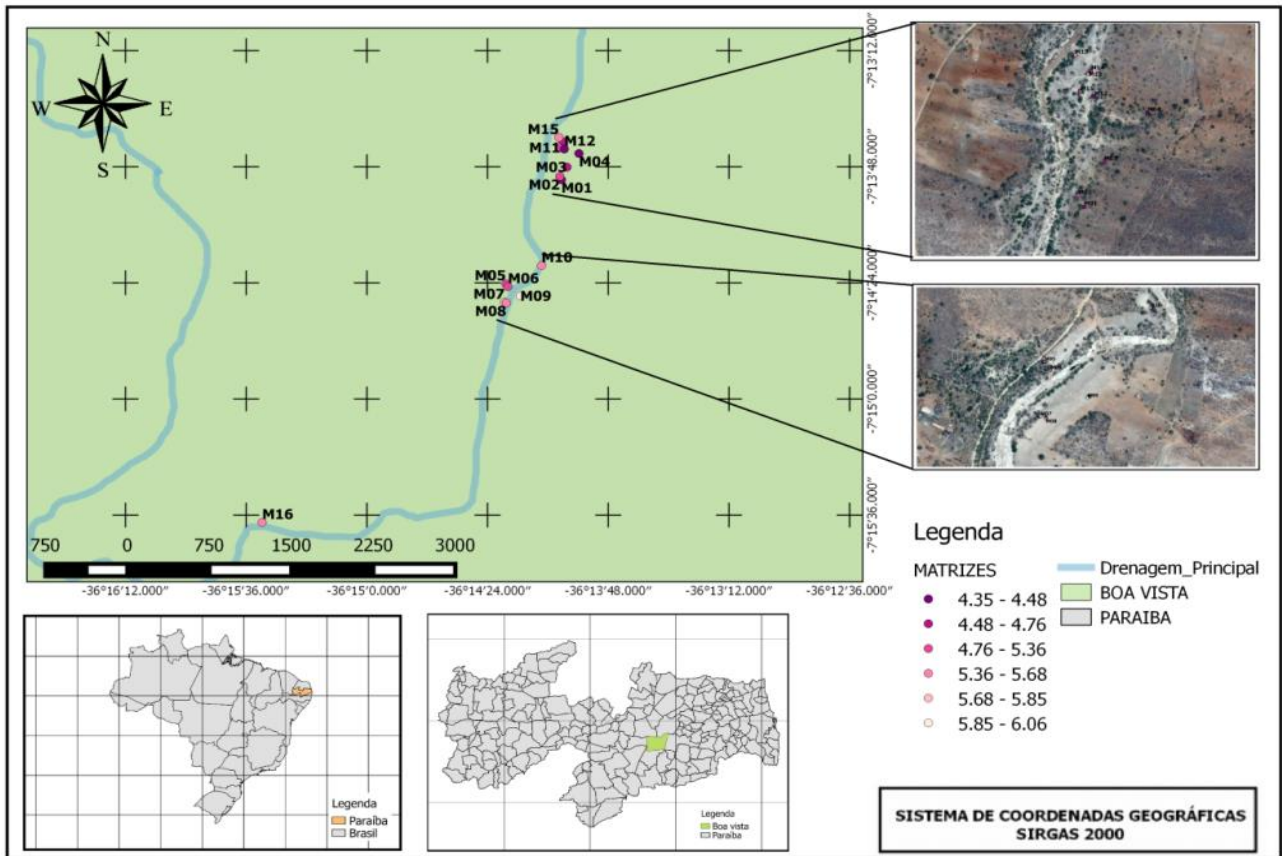 N
W E
S
M15
M12
M11
M04
M03
M02 M01
M10
M05 M06
M07 M09
M08
M16
-7°13'12.000"
-7°13'48.000"
-7°14'24.000"
-7°15'0.000"
-7°15'36.000"
750 0 750 1500 2250 3000
-36°16'12.000" -36°15'36.000" -36°15'0.000" -36°14'24.000" -36°13'48.000" -36°13'12.000" -36°12'36.000"
Legenda
MATRIZES
4.35 - 4.48
4.48 - 4.76
4.76 - 5.36
5.36 - 5.68
5.68 - 5.85
5.85 - 6.06
Drenagem_Principal
BOA VISTA
PARAIBA
Legenda
Paraíba
Brasil
Legenda
Boa vista
Paraíba
SISTEMA DE COORDENADAS GEOGRÁFICAS
SIRGAS 2000